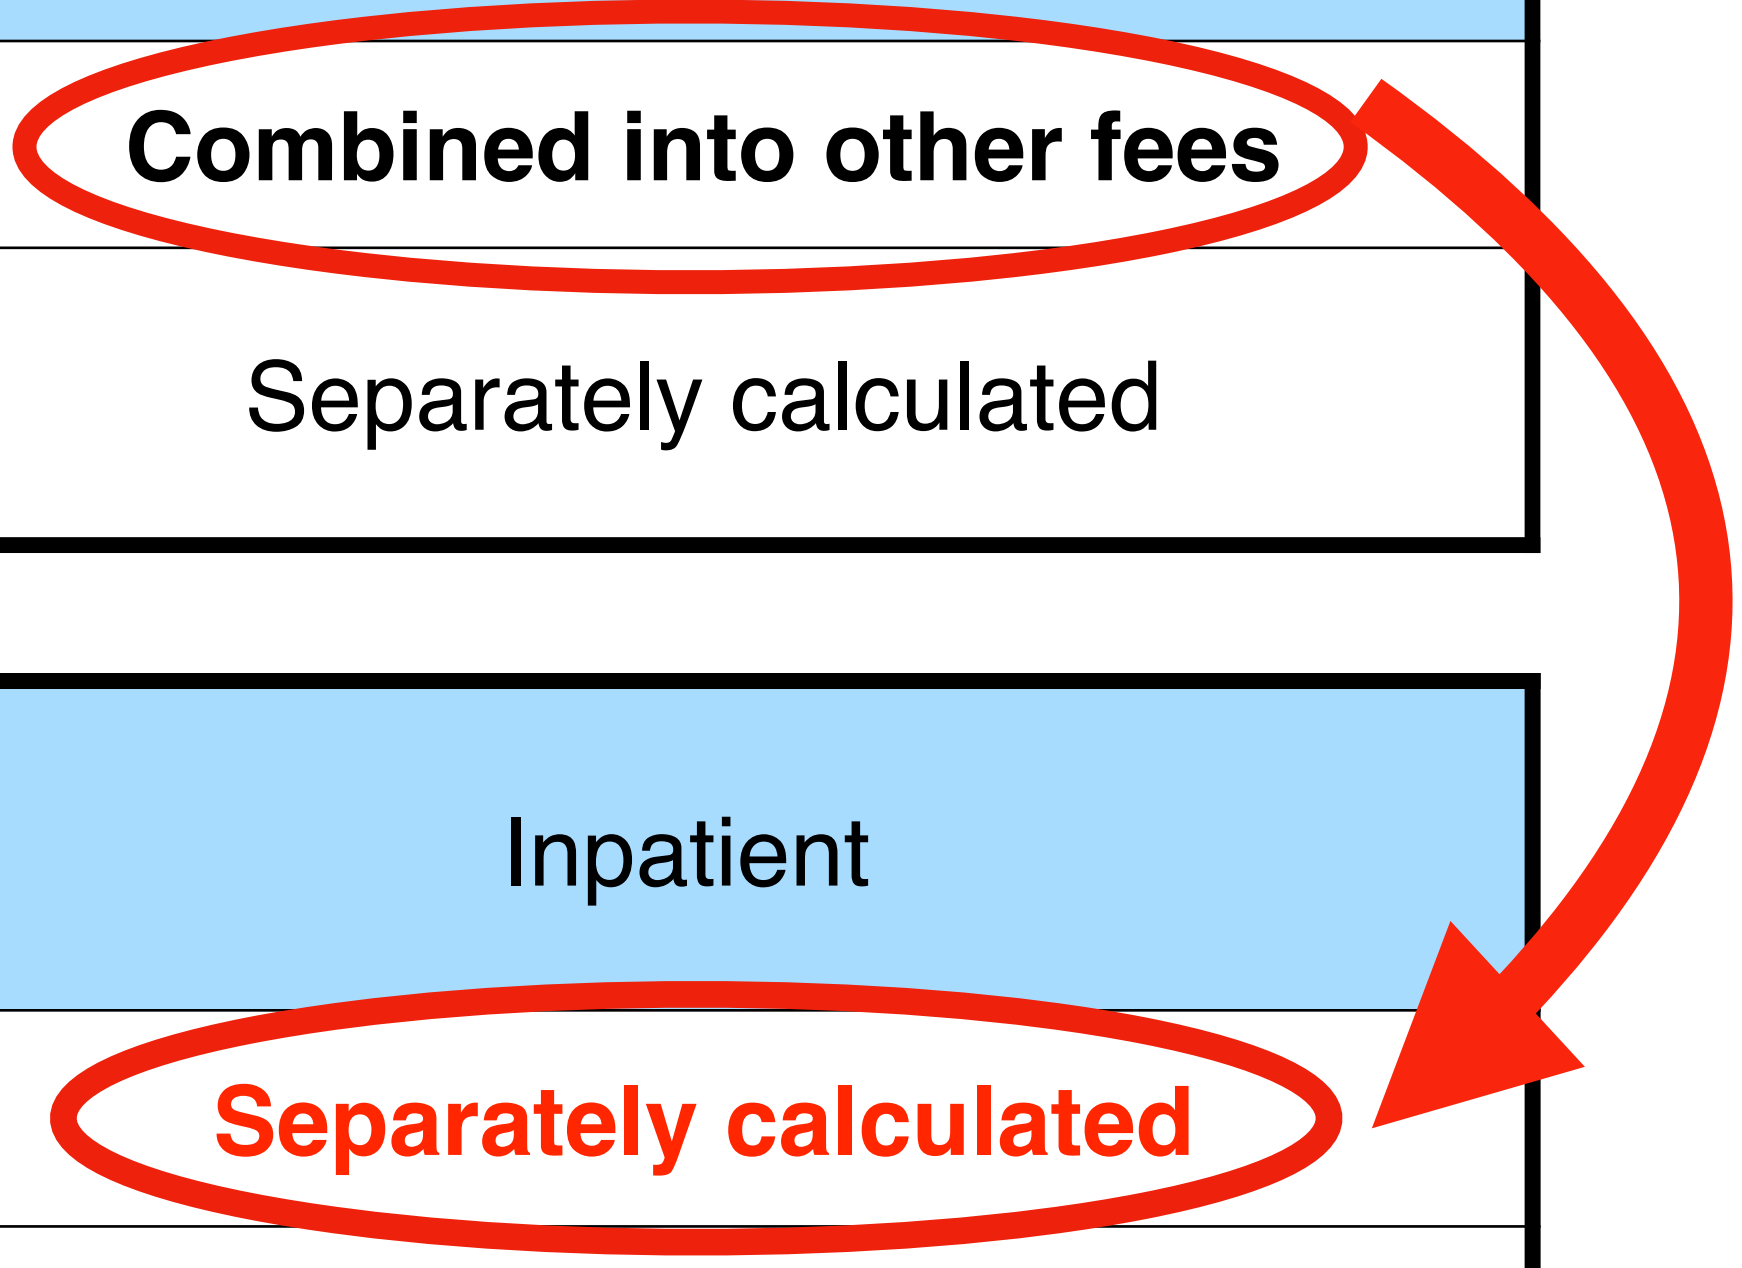 Combined into other fees
Separately calculated
Inpatient
Separately calculated